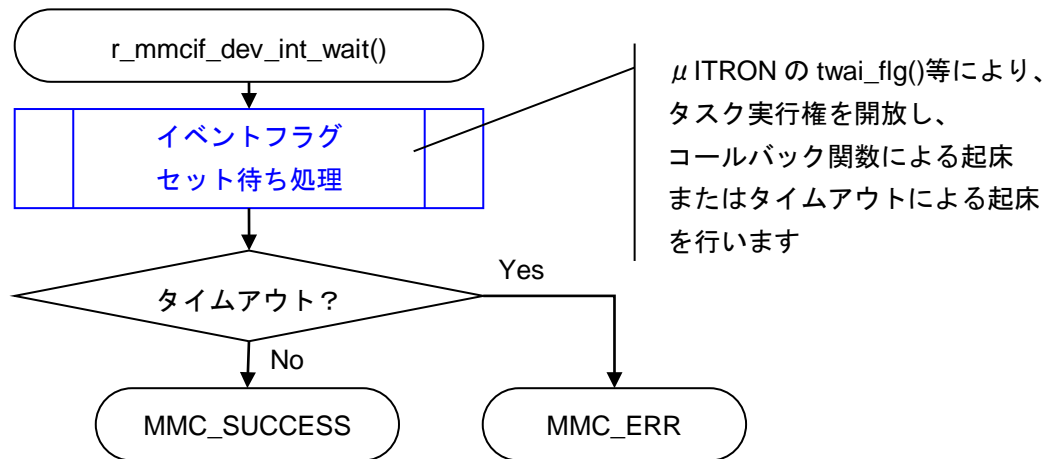 r_mmcif_dev_int_wait()
イベントフラグ
セット待ち処理
μITRON の twai_flg()等により、
タスク実行権を開放し、
コールバック関数による起床
またはタイムアウトによる起床
を行います
タイムアウト？
Yes
No
MMC_SUCCESS
MMC_ERR